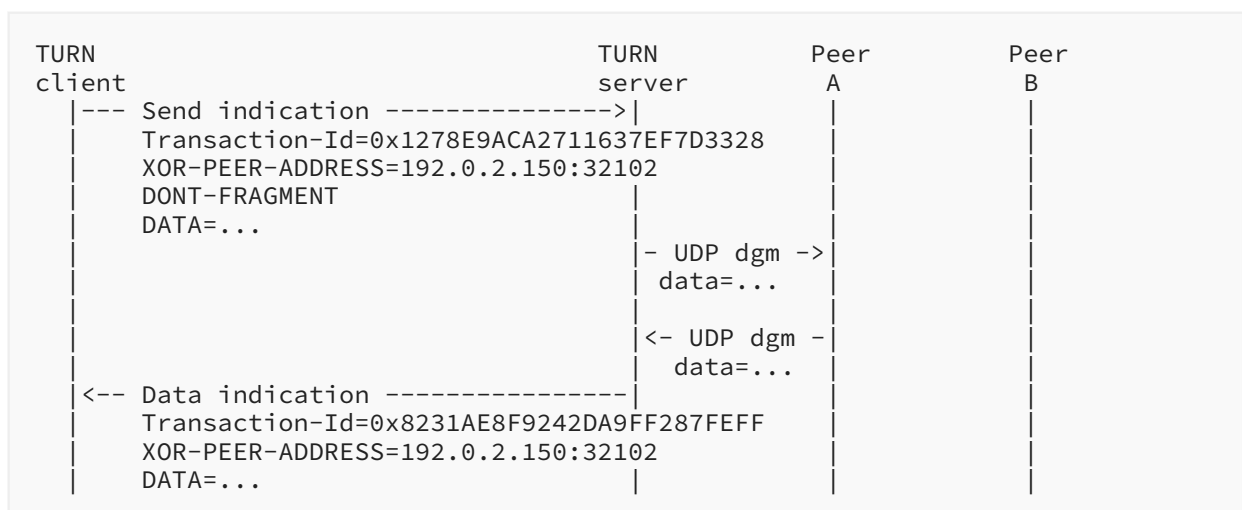 TURN                                 TURN          Peer          Peer
client                               server         A             B
  |--- Send indication --------------->|            |             |
  |    Transaction-Id=0x1278E9ACA2711637EF7D3328    |             |
  |    XOR-PEER-ADDRESS=192.0.2.150:32102           |             |
  |    DONT-FRAGMENT                   |            |             |
  |    DATA=...                        |            |             |
  |                                    |- UDP dgm ->|             |
  |                                    | data=...   |             |
  |                                    |            |             |
  |                                    |<- UDP dgm -|             |
  |                                    |  data=...  |             |
  |<-- Data indication ----------------|            |             |
  |    Transaction-Id=0x8231AE8F9242DA9FF287FEFF    |             |
  |    XOR-PEER-ADDRESS=192.0.2.150:32102           |             |
  |    DATA=...                        |            |             |